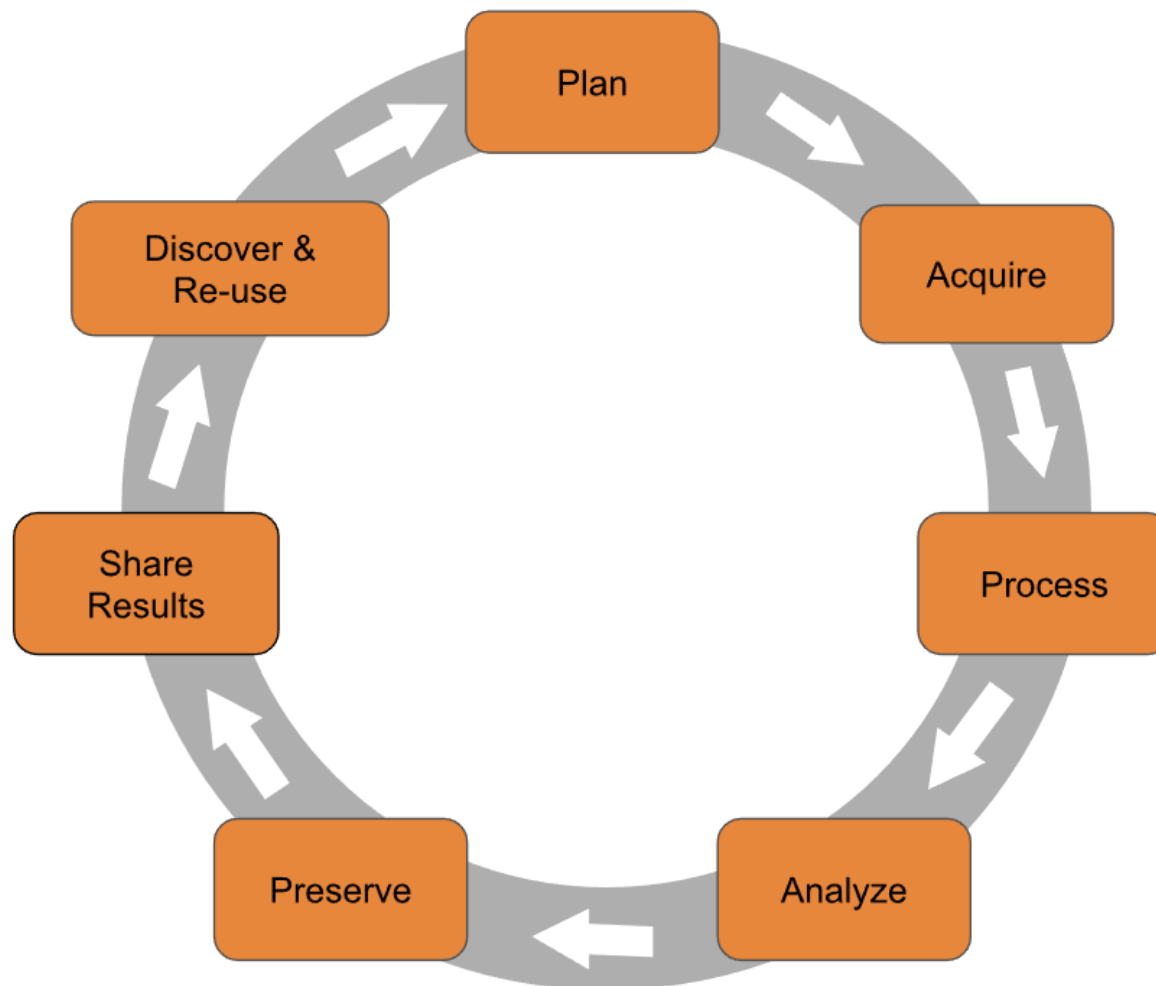 Plan
Acquire
Process
Analyze
Preserve
Share
Results
Discover &
Re-use